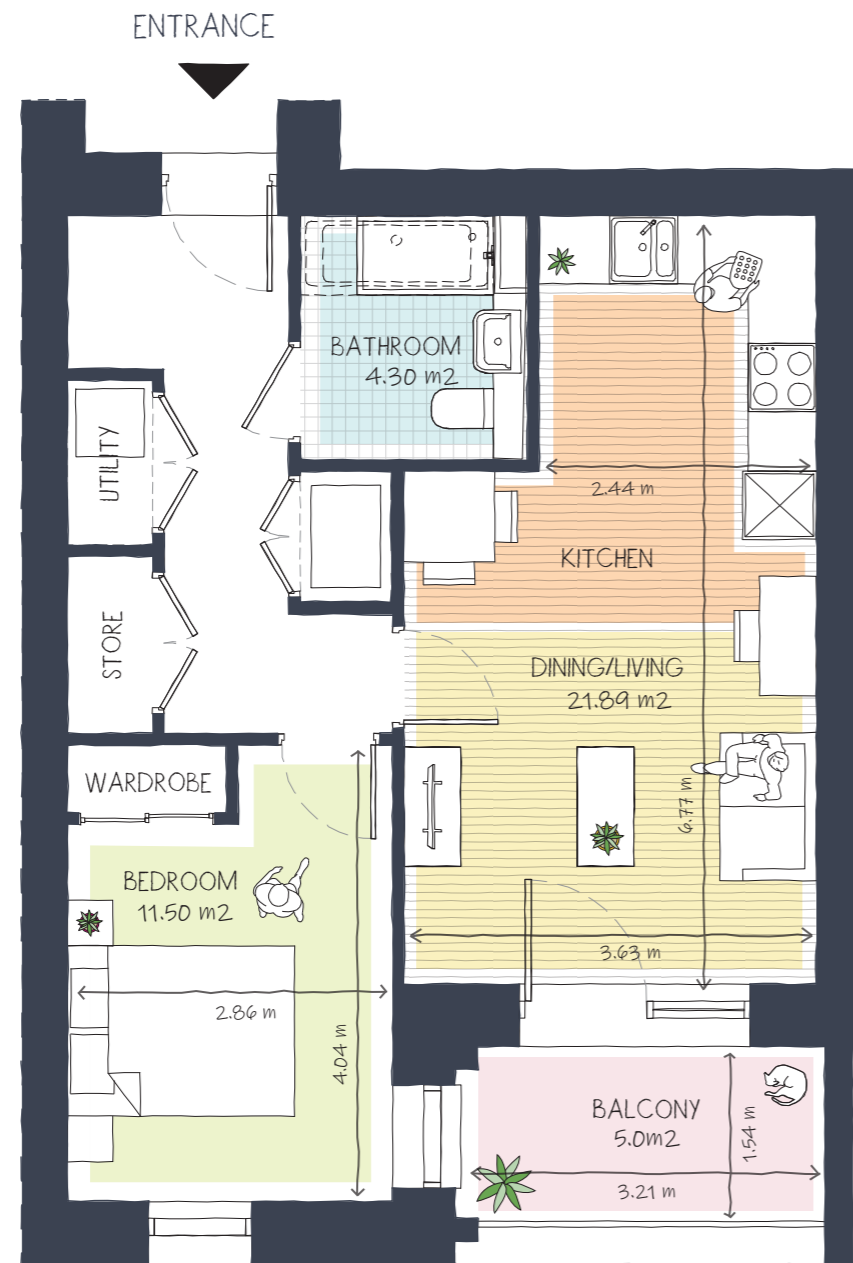 ENTRANCE
BATHROOM
4.30 m2
UTILITY
2.44 m
KITCHEN
STORE
DINING/LIVING
21.89 m2
WARDROBE
6.77 m
BEDROOM
11.50 m2
3.63 m
2.86 m
4.04 m
BALCONY
5.0m2
1.54 m
3.21 m